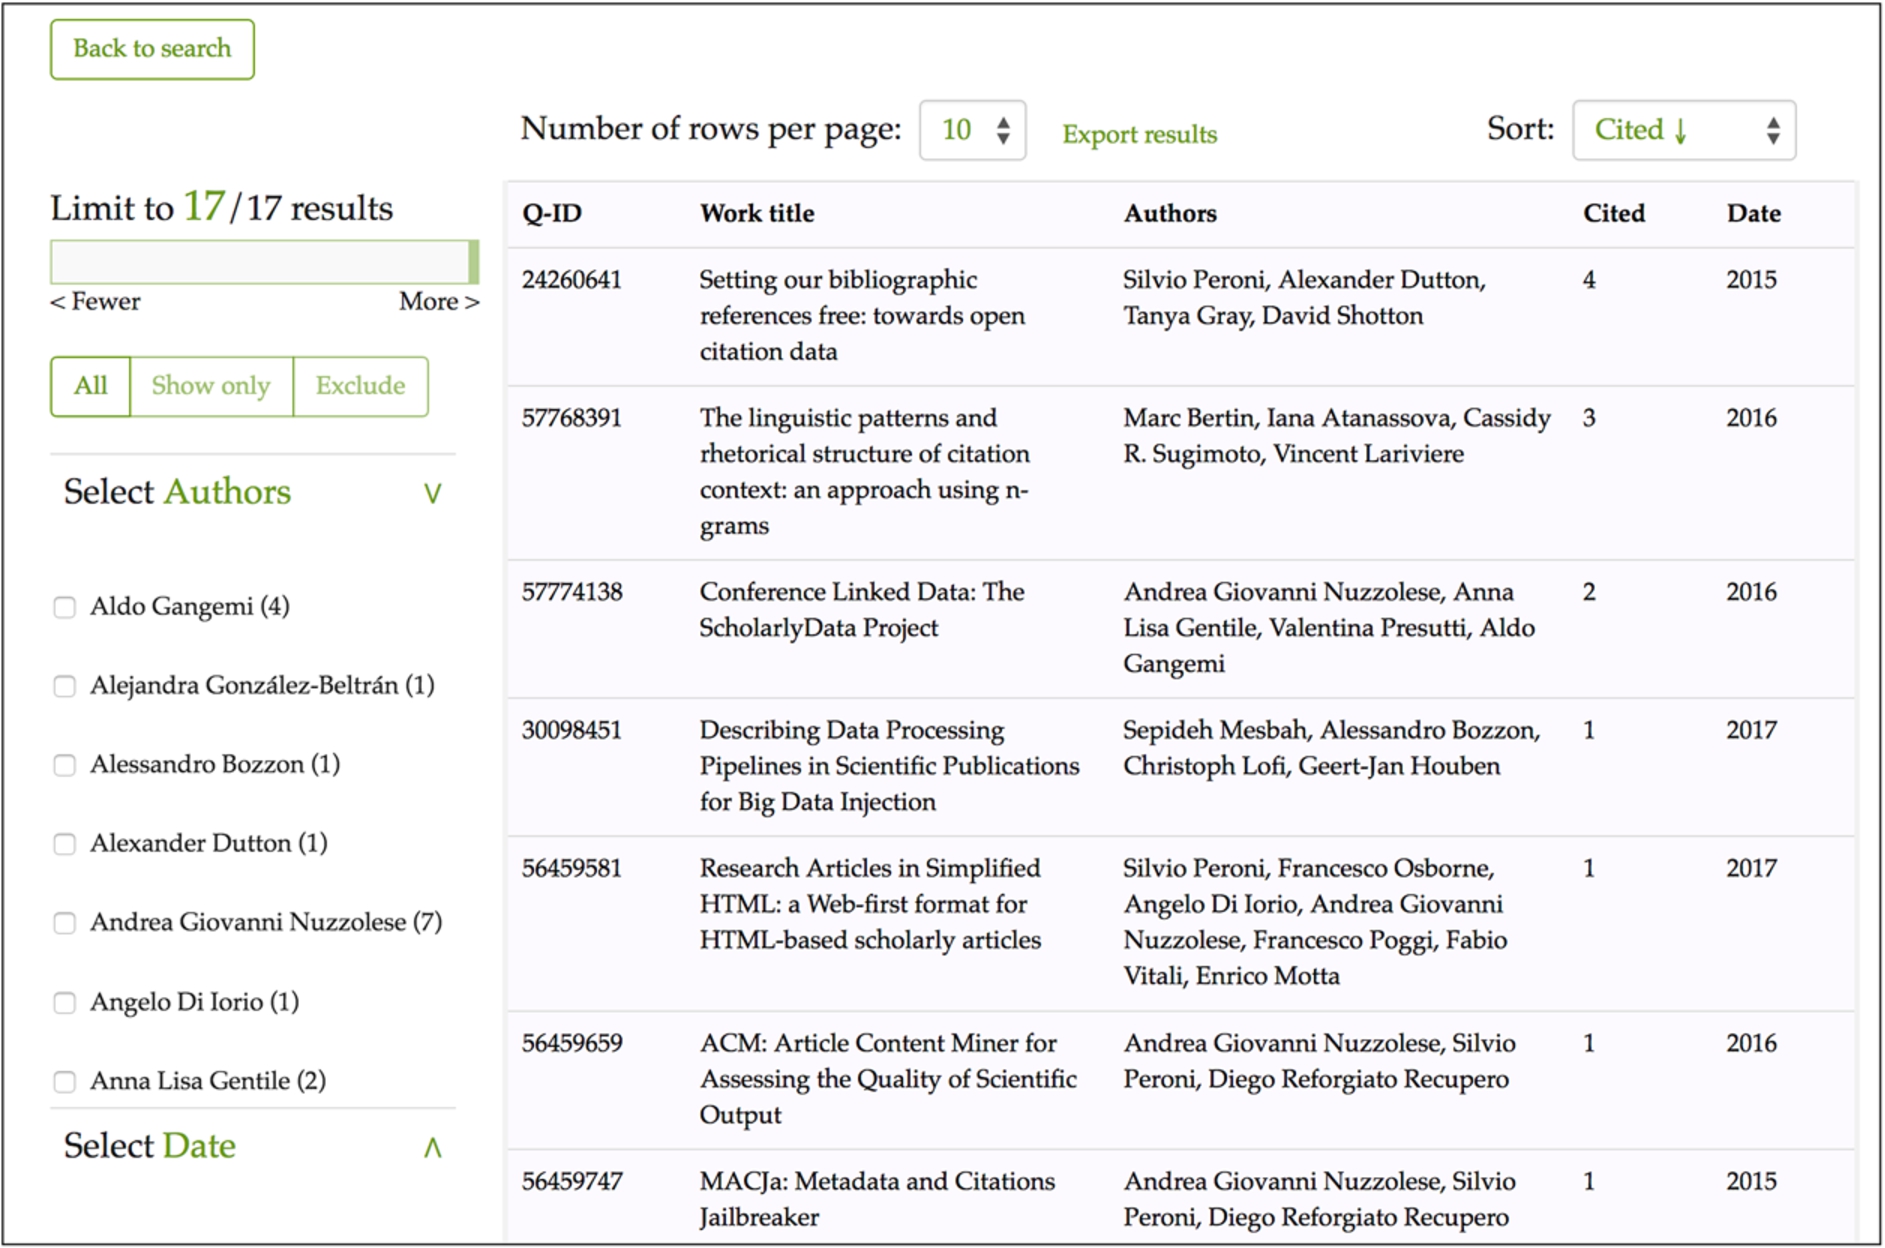 Back to search
Number of rows per page: 10 Export results Sort: Cited ↓
Limit to 17/17 results
< Fewer More >
All Show only Exclude
Select Authors V
Aldo Gangemi (4)
Alejandra González-Beltrán (1)
Alessandro Bozzon (1)
Alexander Dutton (1)
Andrea Giovanni Nuzzolese (7)
Angelo Di Iorio (1)
Anna Lisa Gentile (2)
Select Date Λ
Q-ID Work title Authors Cited Date
24260641 Setting our bibliographic Silvio Peroni, Alexander Dutton, 4 2015
references free: towards open Tanya Gray, David Shotton
citation data
57768391 The linguistic patterns and Marc Bertin, Iana Atanassova, Cassidy 3 2016
rhetorical structure of citation R. Sugimoto, Vincent Lariviere
context: an approach using n-
grams
57774138 Conference Linked Data: The Andrea Giovanni Nuzzolese, Anna 2 2016
ScholarlyData Project Lisa Gentile, Valentina Presutti, Aldo
Gangemi
30098451 Describing Data Processing Sepideh Mesbah, Alessandro Bozzon, 1 2017
Pipelines in Scientific Publications Christoph Lofi, Geert-Jan Houben
for Big Data Injection
56459581 Research Articles in Simplified Silvio Peroni, Francesco Osborne, 1 2017
HTML: a Web-first format for Angelo Di Iorio, Andrea Giovanni
HTML-based scholarly articles Nuzzolese, Francesco Poggi, Fabio
Vitali, Enrico Motta
56459659 ACM: Article Content Miner for Andrea Giovanni Nuzzolese, Silvio 1 2016
Assessing the Quality of Scientific Peroni, Diego Reforgiato Recupero
Output
56459747 MACJa: Metadata and Citations Andrea Giovanni Nuzzolese, Silvio 1 2015
Jailbreaker Peroni, Diego Reforgiato Recupero